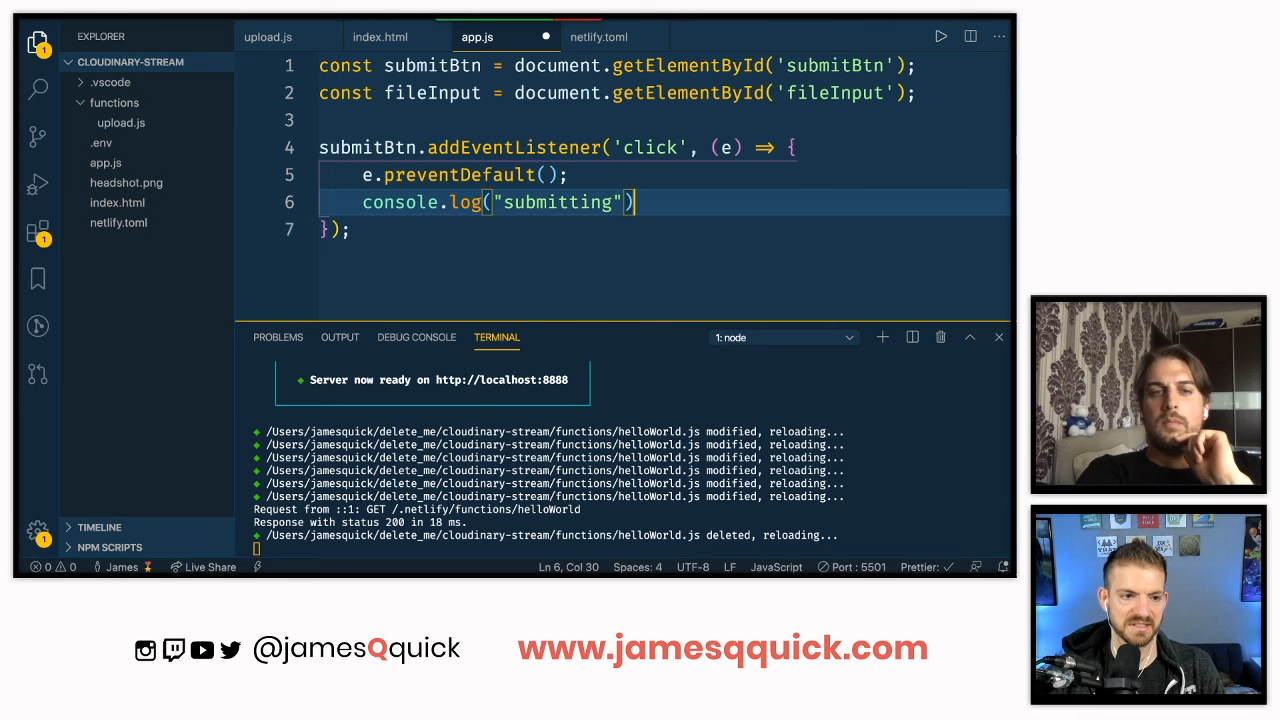 EXPLORER
CLOUDINARY-STREAM
.vscode
functions
upload.js
.env
app.js
headshot.png
index.html
netlify.toml
TIMELINE
NPM SCRIPTS
1
1
1
upload.js index.html app.js netlify.toml
1 const submitBtn = document.getElementById('submitBtn');
2 const fileInput = document.getElementById('fileInput');
3
4 submitBtn.addEventListener('click', (e) => {
5 e.preventDefault();
6 console.log("submitting")
7 });
PROBLEMS OUTPUT DEBUG CONSOLE TERMINAL 1: node
Server now ready on http://localhost:8888
/Users/jamesquick/delete_me/cloudinary-stream/functions/helloWorld.js modified, reloading...
/Users/jamesquick/delete_me/cloudinary-stream/functions/helloWorld.js modified, reloading...
/Users/jamesquick/delete_me/cloudinary-stream/functions/helloWorld.js modified, reloading...
/Users/jamesquick/delete_me/cloudinary-stream/functions/helloWorld.js modified, reloading...
/Users/jamesquick/delete_me/cloudinary-stream/functions/helloWorld.js modified, reloading...
/Users/jamesquick/delete_me/cloudinary-stream/functions/helloWorld.js modified, reloading...
Request from ::1: GET /.netlify/functions/helloWorld
Response with status 200 in 18 ms.
/Users/jamesquick/delete_me/cloudinary-stream/functions/helloWorld.js deleted, reloading...
0 0 James Live Share Ln 6, Col 30 Spaces: 4 UTF-8 LF JavaScript Port : 5501 Prettier:
@jamesQquick www.jamesqquick.com